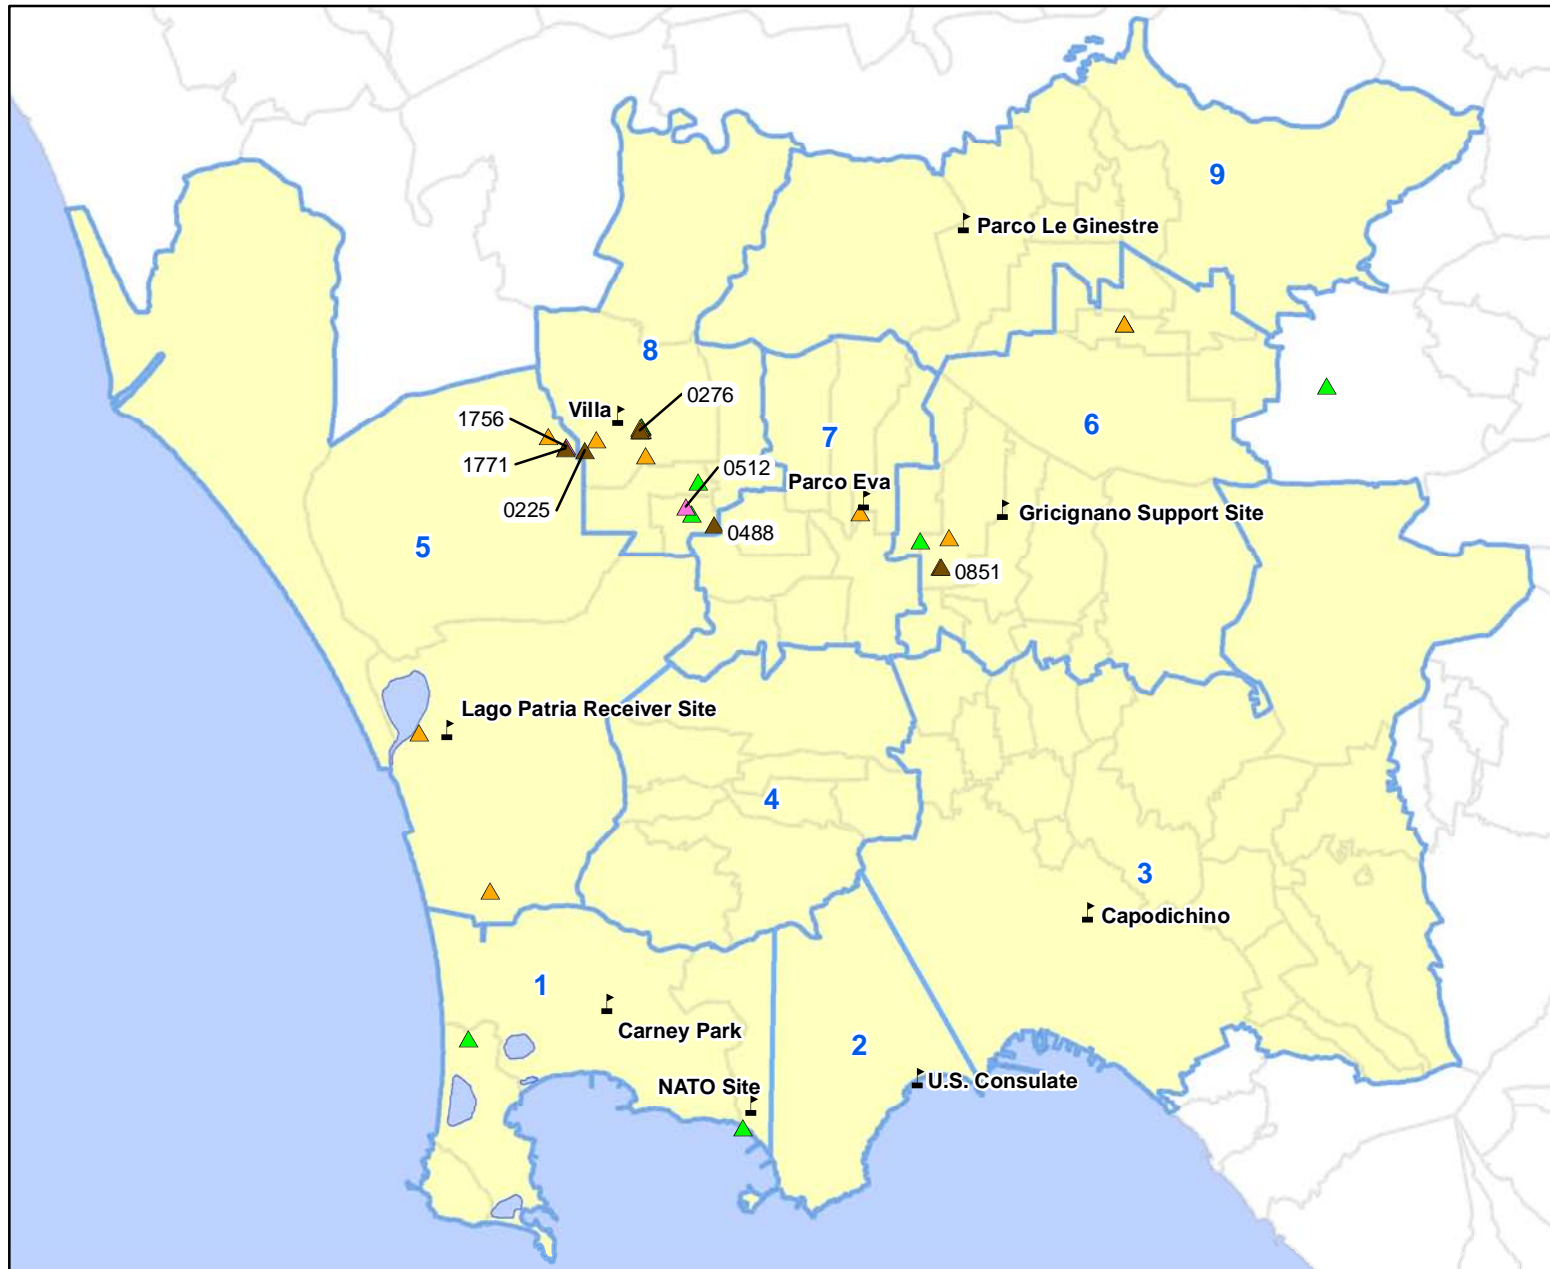 9
Parco Le Ginestre
8
0276
Villa
1756
6
7
1771
0512
Parco Eva
0225
Gricignano Support Site
0488
5
0851
Lago Patria Receiver Site
4
3
Capodichino
1
Carney Park
2
U.S. Consulate
NATO Site